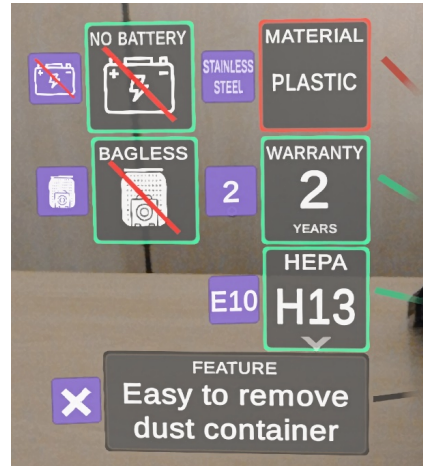 NO BATTERY
STAINLESS
STEEL
MATERIAL
PLASTIC
BAGLESS
2
WARRANTY
2
YEARS
E10
HEPA
H13
FEATURE
Easy to remove
dust container